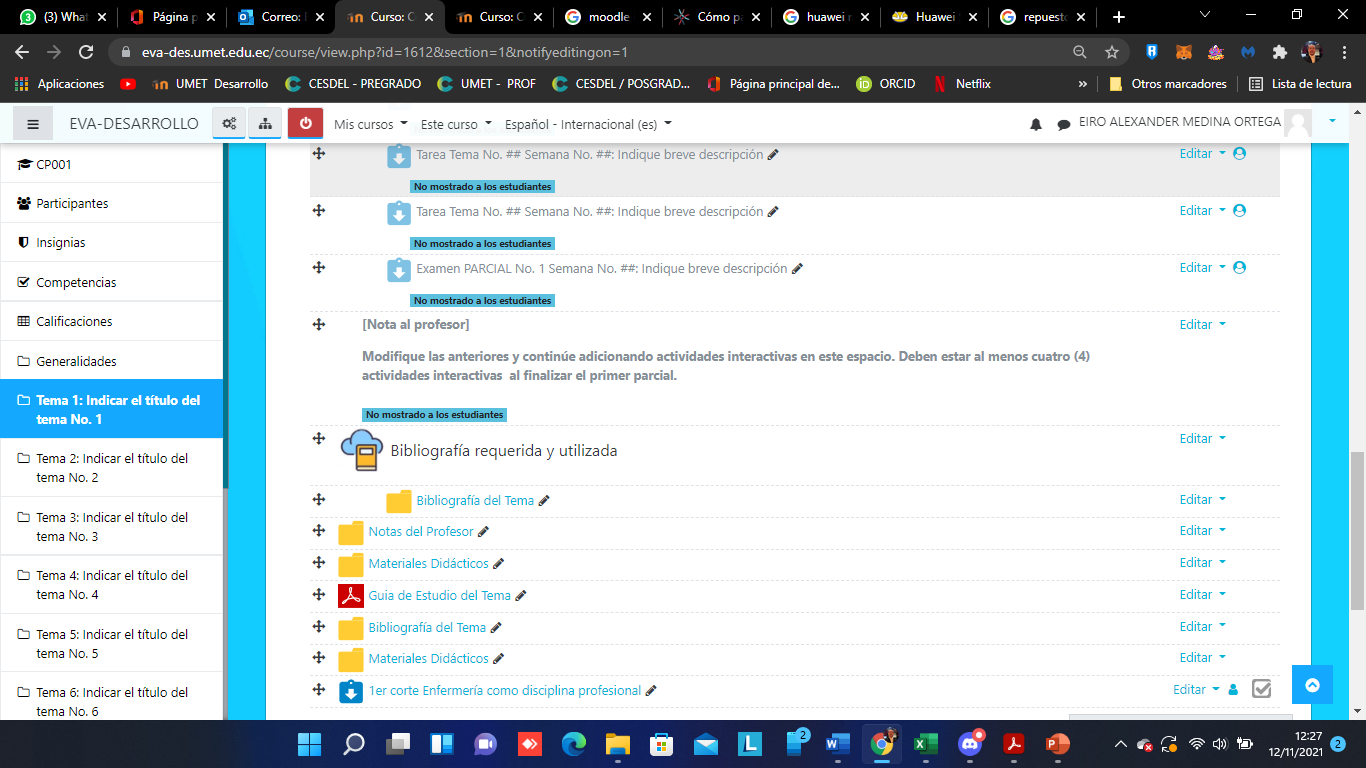 (3) What
Página p
Correo:
Curso: C
Curso: C
moodle
Cómo p
huawei r
Huawei
repuesto
eva-des.umet.edu.ec/course/view.php?id=1612&section=1&notifyeditingon=1
Aplicaciones
UMET Desarrollo
CESDEL - PREGRADO
UMET - PROF
CESDEL / POSGRAD...
Página principal de...
ORCID
Netflix
»
Otros marcadores
Lista de lectura
EVA-DESARROLLO
Mis cursos
Este curso
Español - Internacional (es)
EIRO ALEXANDER MEDINA ORTEGA
CP001
Participantes
Insignias
Competencias
Calificaciones
Generalidades
Tema 1: Indicar el título del
tema No. 1
Tema 2: Indicar el título del
tema No. 2
Tema 3: Indicar el título del
tema No. 3
Tema 4: Indicar el título del
tema No. 4
Tema 5: Indicar el título del
tema No. 5
Tema 6: Indicar el título del
tema No. 6
Tarea Tema No. ## Semana No. ##: Indique breve descripción
Editar
No mostrado a los estudiantes
Tarea Tema No. ## Semana No. ##: Indique breve descripción
Editar
No mostrado a los estudiantes
Examen PARCIAL No. 1 Semana No. ##: Indique breve descripción
Editar
No mostrado a los estudiantes
[Nota al profesor]
Editar
Modifique las anteriores y continúe adicionando actividades interactivas en este espacio. Deben estar al menos cuatro (4)
actividades interactivas al finalizar el primer parcial.
No mostrado a los estudiantes
Bibliografía requerida y utilizada
Editar
Bibliografía del Tema
Editar
Notas del Profesor
Editar
Materiales Didácticos
Editar
Guia de Estudio del Tema
Editar
Bibliografía del Tema
Editar
Materiales Didácticos
Editar
1er corte Enfermería como disciplina profesional
Editar
2
12:27
12/11/2021
2